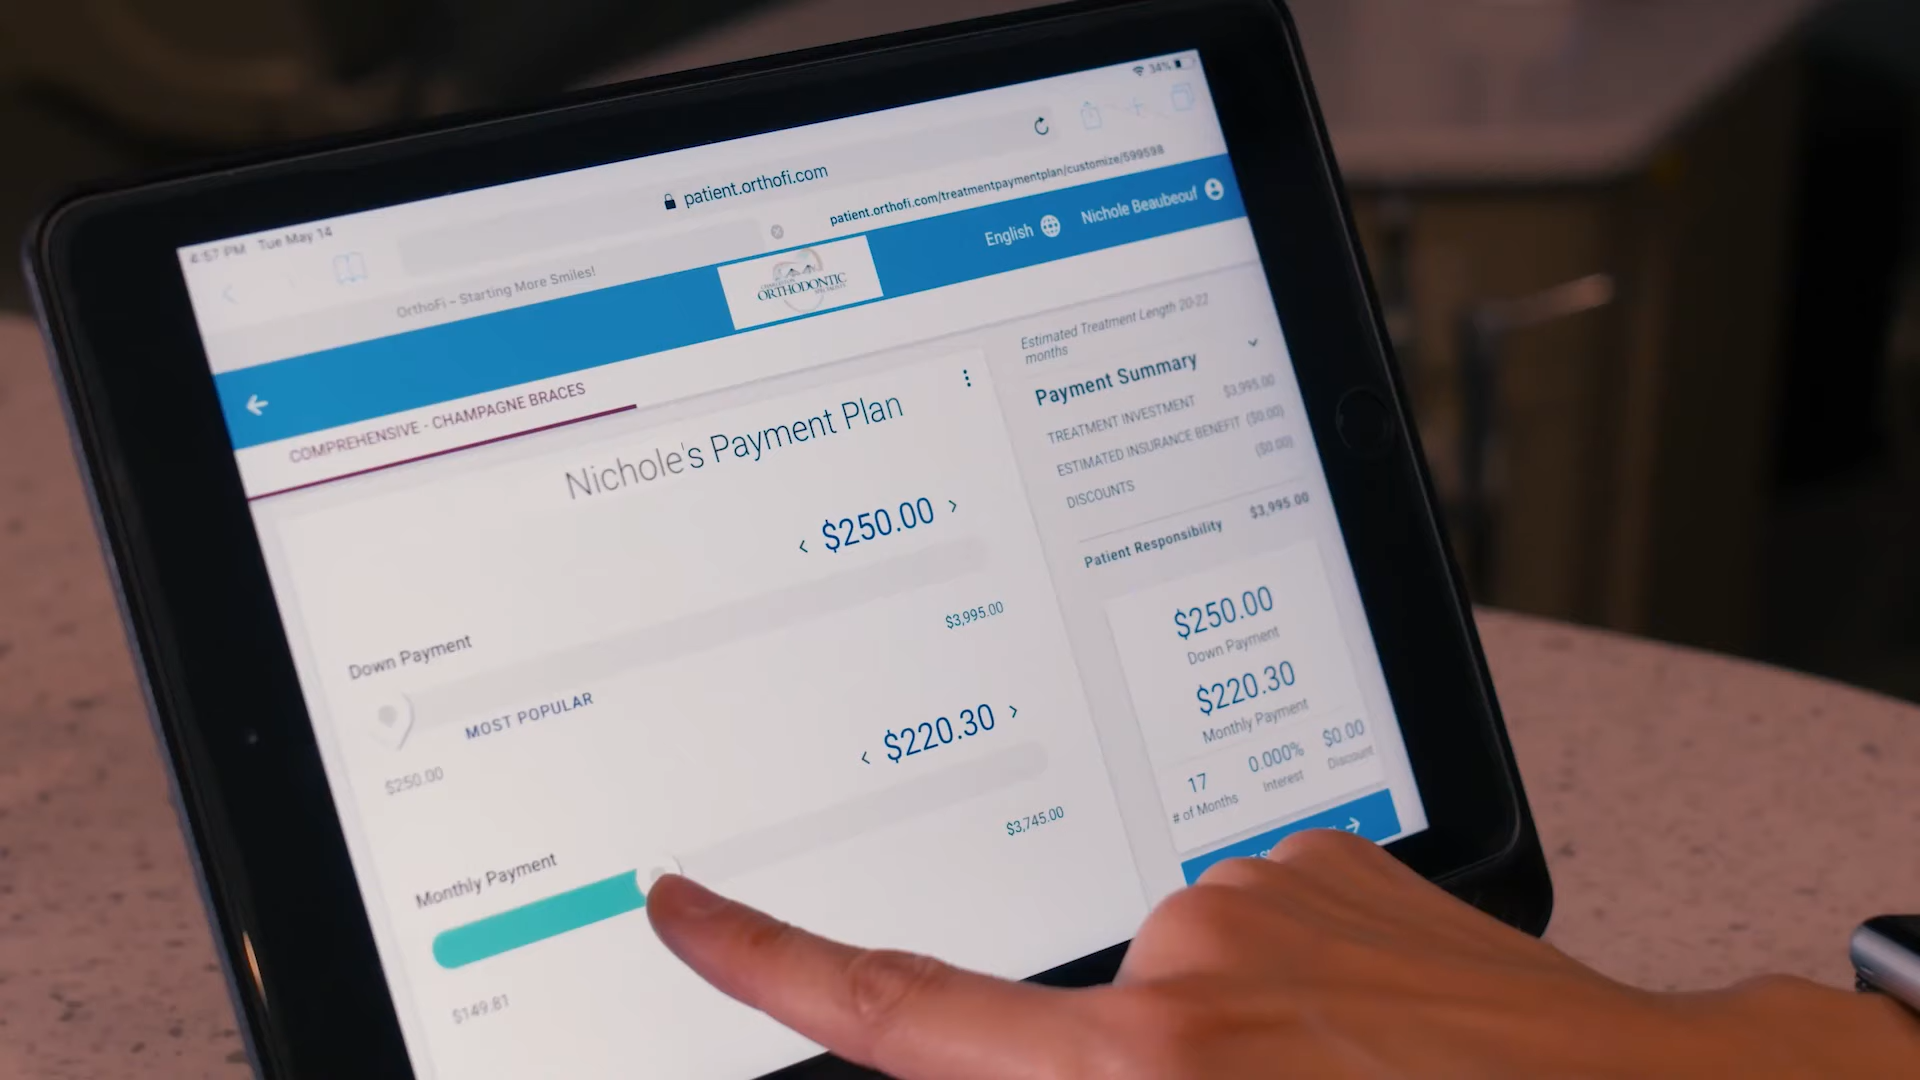 4:57 PM Tue May 14
34%
patient.orthofi.com
patient.orthofi.com/treatmentpaymentplan/customize/599598
OrthoFi – Starting More Smiles!
ORTHODONTIC
English
Nichole Beaubeouf
COMPREHENSIVE - CHAMPAGNE BRACES
Nichole's Payment Plan
< $250.00 >
Down Payment
$3,995.00
MOST POPULAR
$250.00
< $220.30 >
Monthly Payment
$3,745.00
$149.81
Estimated Treatment Length 20-22
months
Payment Summary
TREATMENT INVESTMENT $3,995.00
ESTIMATED INSURANCE BENEFIT ($0.00)
DISCOUNTS ($0.00)
Patient Responsibility $3,995.00
$250.00
Down Payment
$220.30
Monthly Payment
17 0.000% $0.00
# of Months Interest Discount